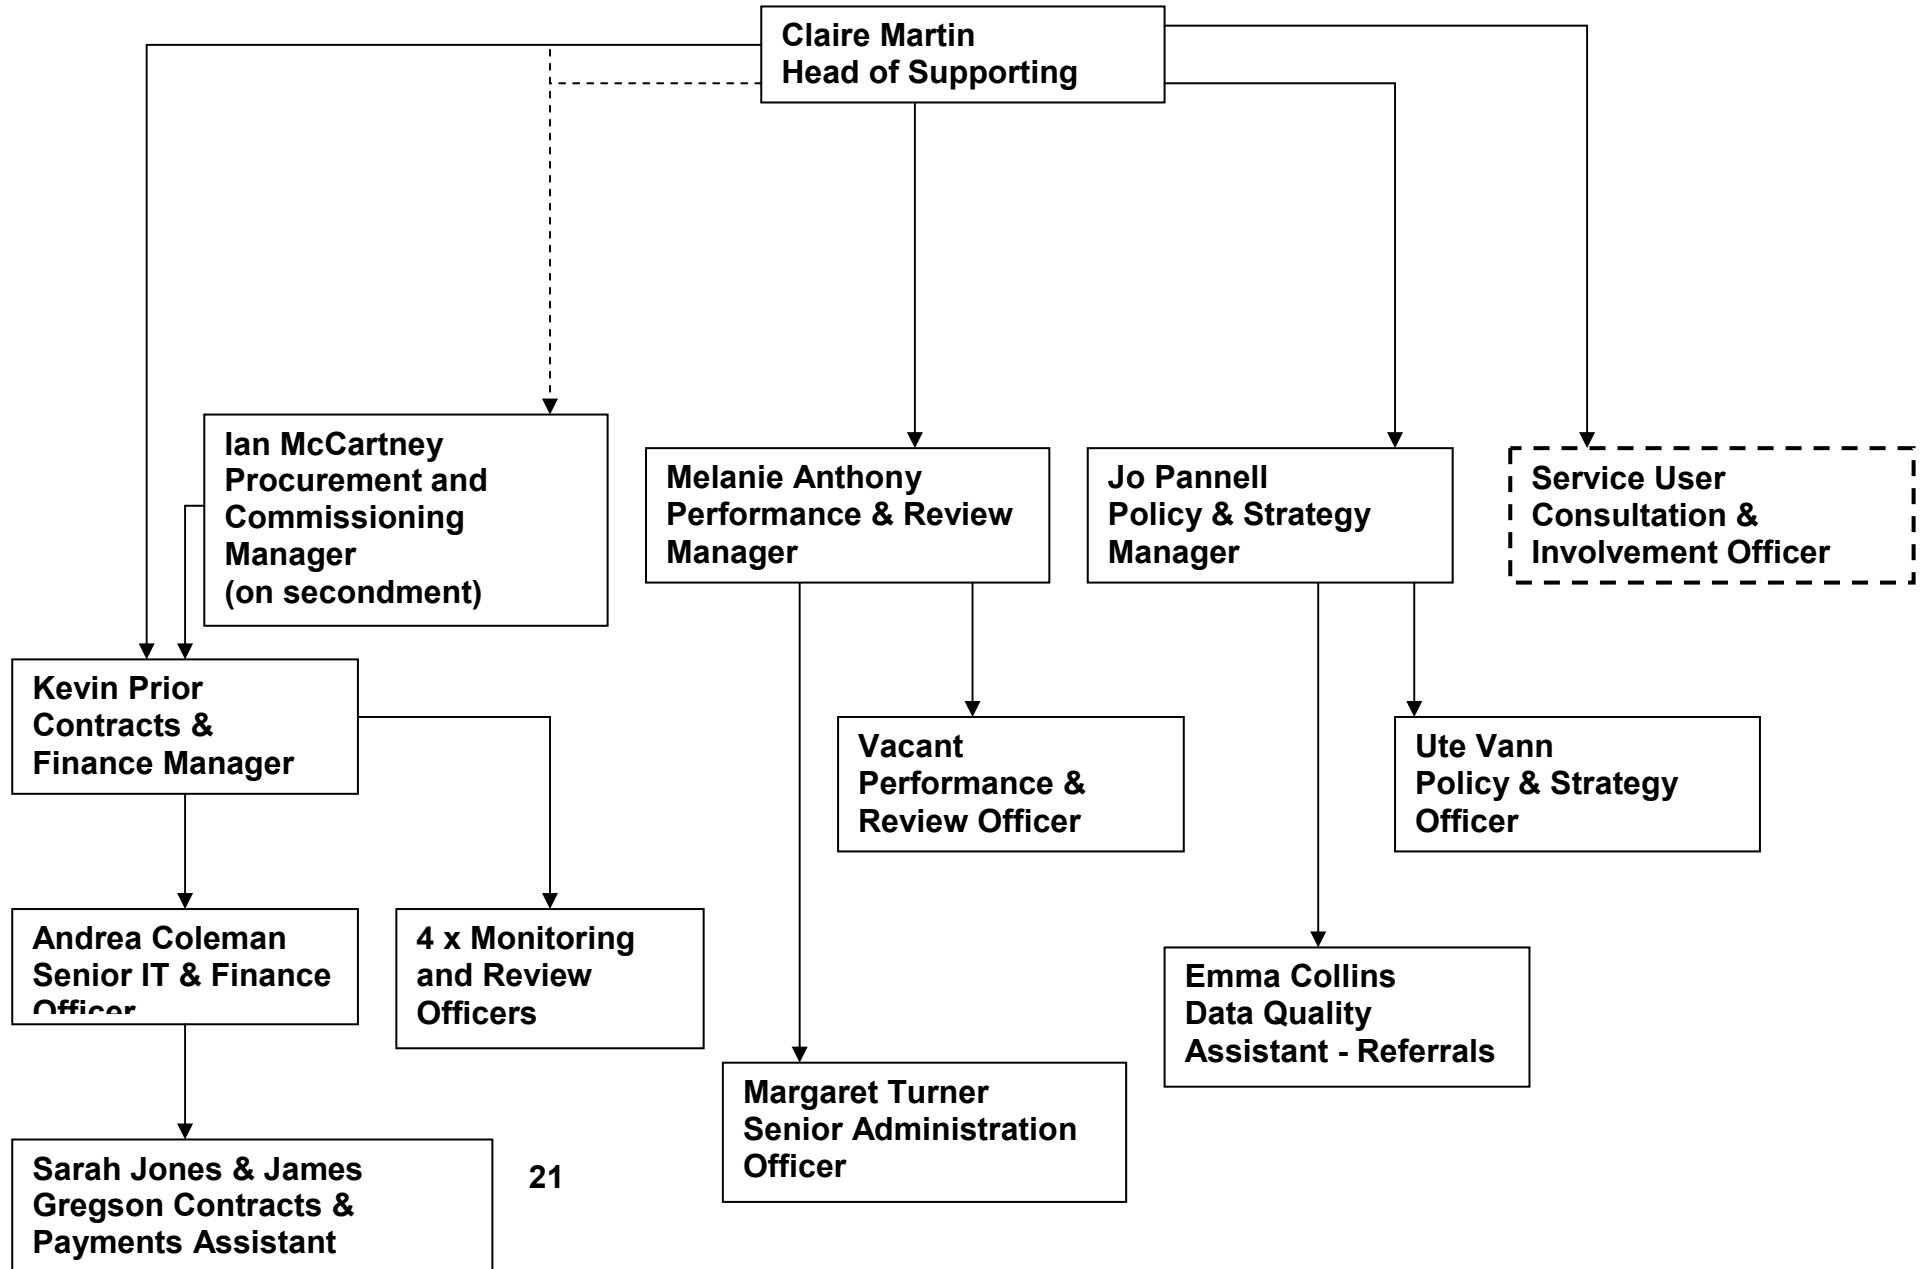 Claire Martin
Head of Supporting
Ian McCartney
Procurement and
Commissioning
Manager
(on secondment)
Melanie Anthony
Performance & Review
Manager
Jo Pannell
Policy & Strategy
Manager
Service User
Consultation &
Involvement Officer
Kevin Prior
Contracts &
Finance Manager
Vacant
Performance &
Review Officer
Ute Vann
Policy & Strategy
Officer
Andrea Coleman
Senior IT & Finance
Officer
4 x Monitoring
and Review
Officers
Emma Collins
Data Quality
Assistant - Referrals
Margaret Turner
Senior Administration
Officer
Sarah Jones & James
Gregson Contracts &
Payments Assistant
21